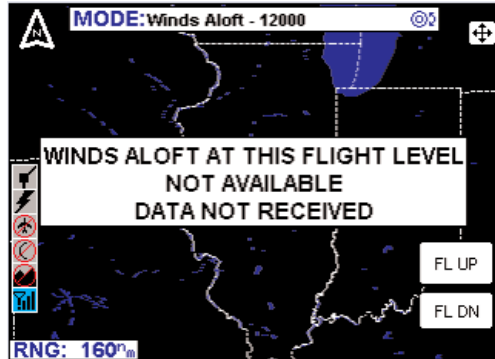 N
MODE: Winds Aloft - 12000
WINDS ALOFT AT THIS FLIGHT LEVEL
NOT AVAILABLE
DATA NOT RECEIVED
FL UP
FL DN
RNG: 160nm